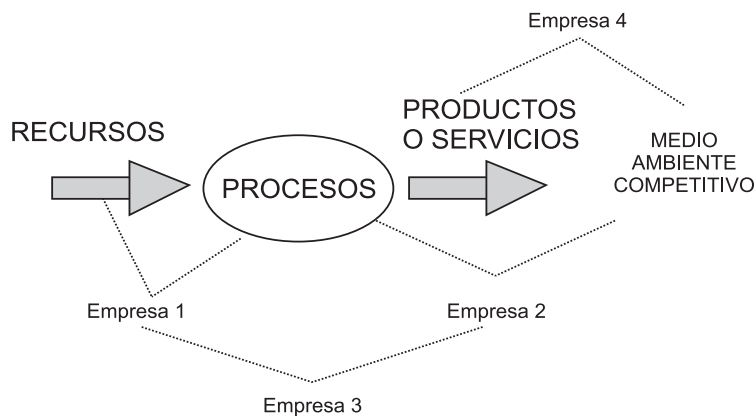 Empresa 4
RECURSOS
PROCESOS
PRODUCTOS
O SERVICIOS
MEDIO
AMBIENTE
COMPETITIVO
Empresa 1
Empresa 2
Empresa 3